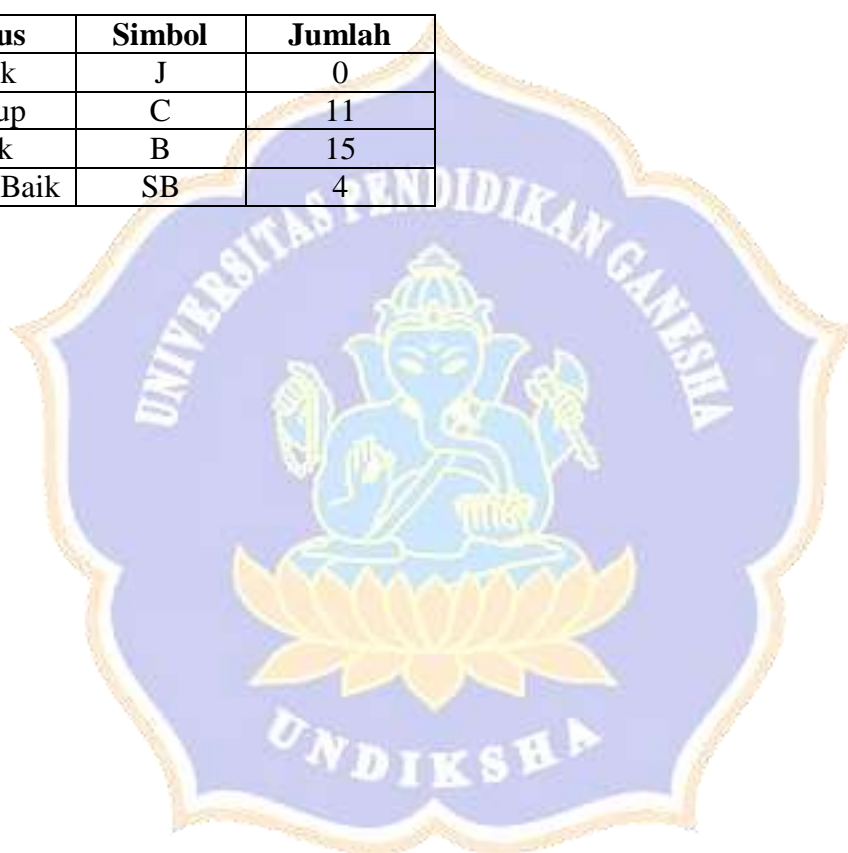 us Simbol Jumlah
k J 0
up C 11
k B 15
Baik SB 4
UNIVERSITAS PENDIDIKAN GANESHA
UNDIKSHA